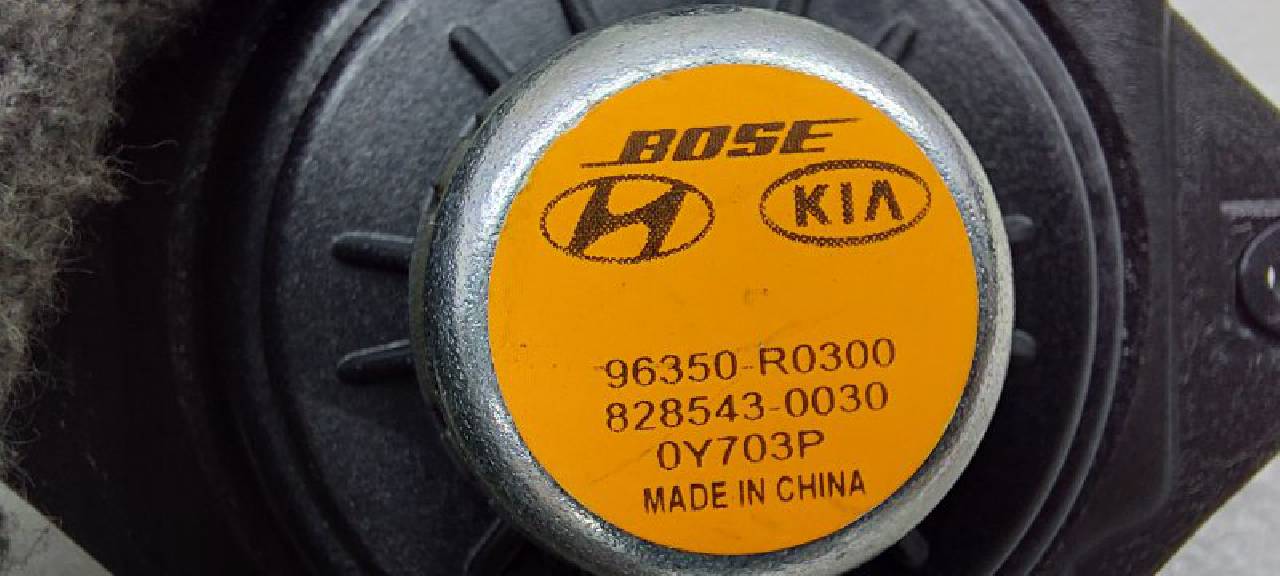 BOSE
KIA
96350-R0300
828543-0030
0Y703P
MADE IN CHINA